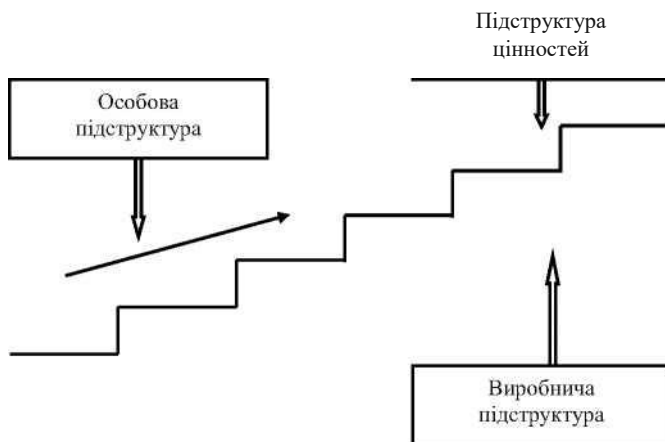 Підструктура
цінностей
Особова
підструктура
Виробнича
підструктура